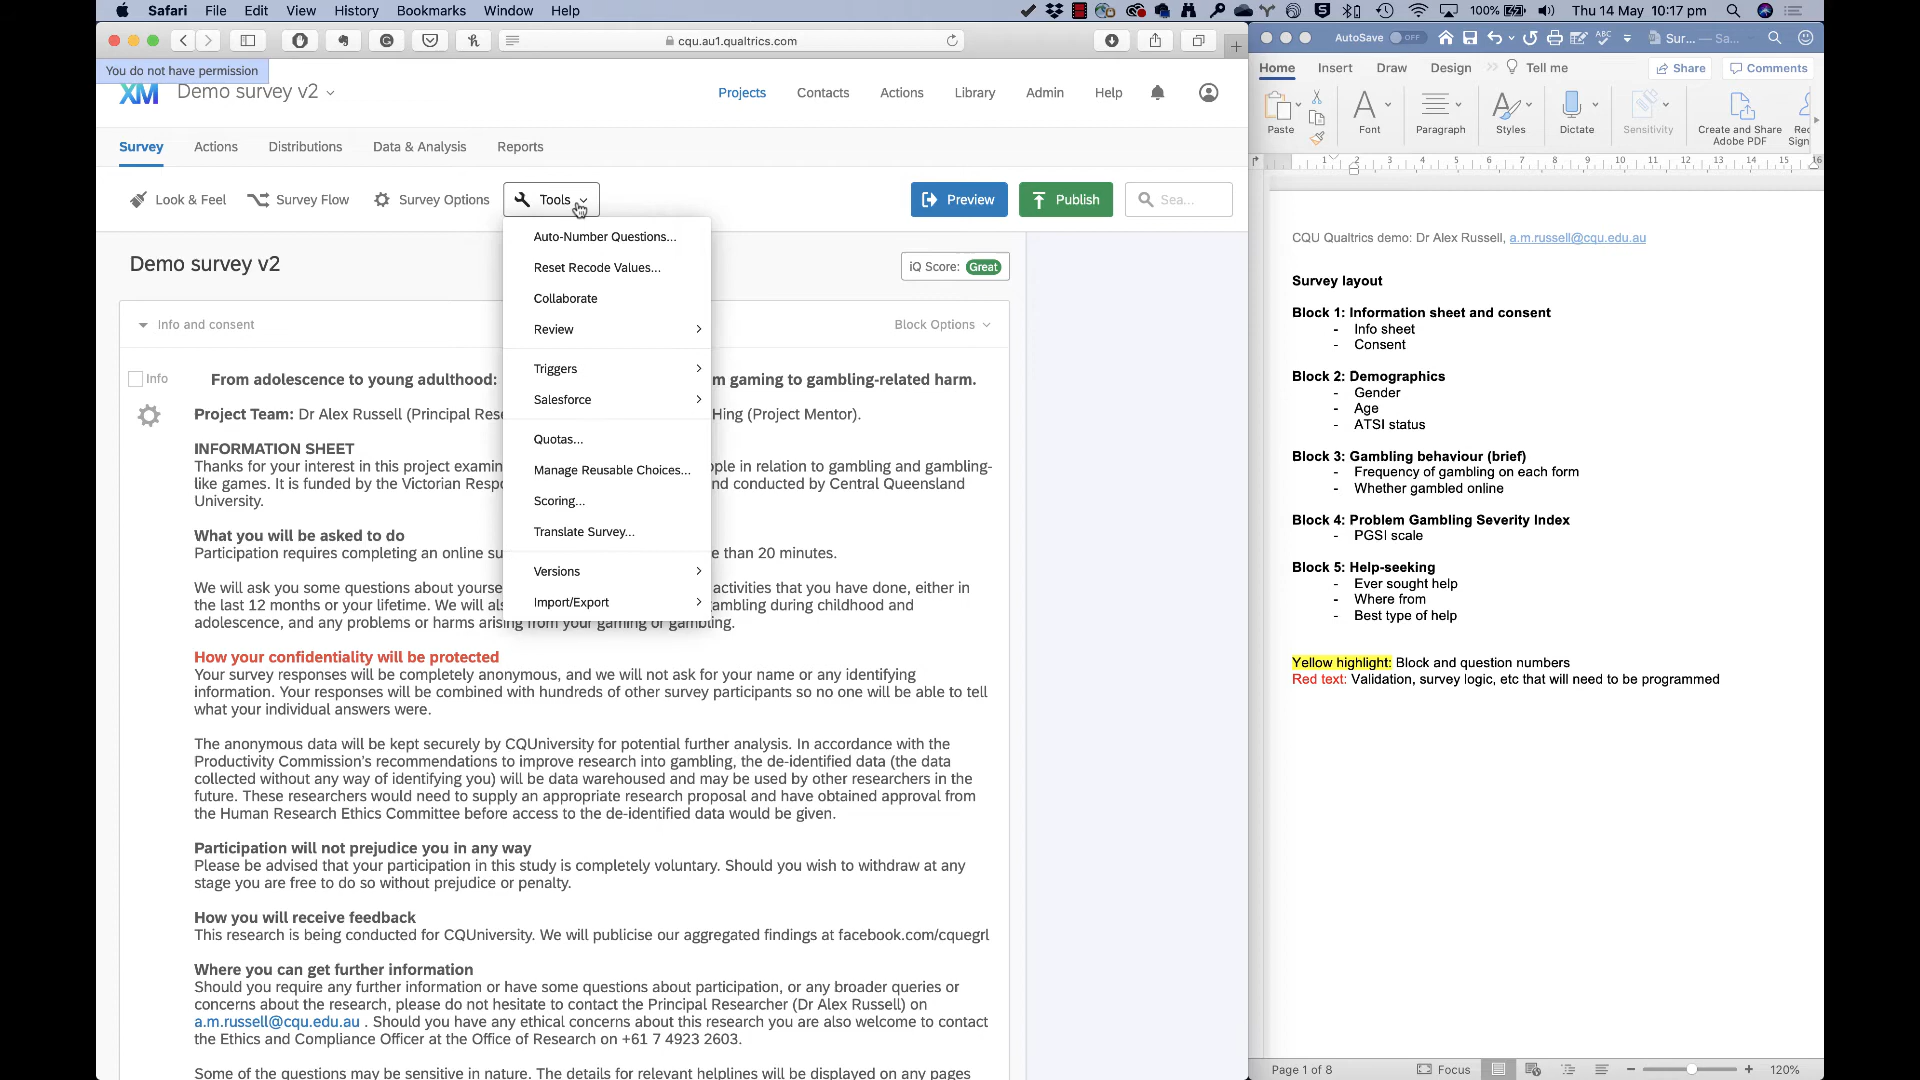 Safari File Edit View History Bookmarks Window Help
100% Thu 14 May 10:17 pm
cqu.au1.qualtrics.com
You do not have permission
XM Demo survey v2
Projects Contacts Actions Library Admin Help
Survey Actions Distributions Data & Analysis Reports
Look & Feel Survey Flow Survey Options Tools Preview Publish Sea...
Auto-Number Questions...
Reset Recode Values...
Collaborate
Review
Triggers
Salesforce
Quotas...
Manage Reusable Choices...
Scoring...
Translate Survey...
Versions
Import/Export
Demo survey v2
iQ Score: Great
Info and consent Block Options
Info
From adolescence to young adulthood: m gaming to gambling-related harm.
Project Team: Dr Alex Russell (Principal Rese Hing (Project Mentor).
INFORMATION SHEET
Thanks for your interest in this project examin ople in relation to gambling and gambling-
like games. It is funded by the Victorian Respo nd conducted by Central Queensland
University.
What you will be asked to do
Participation requires completing an online su e than 20 minutes.
We will ask you some questions about yourse activities that you have done, either in
the last 12 months or your lifetime. We will als ambling during childhood and
adolescence, and any problems or harms arising from your gaming or gambling.
How your confidentiality will be protected
Your survey responses will be completely anonymous, and we will not ask for your name or any identifying
information. Your responses will be combined with hundreds of other survey participants so no one will be able to tell
what your individual answers were.
The anonymous data will be kept securely by CQUniversity for potential further analysis. In accordance with the
Productivity Commission's recommendations to improve research into gambling, the de-identified data (the data
collected without any way of identifying you) will be data warehoused and may be used by other researchers in the
future. These researchers would need to supply an appropriate research proposal and have obtained approval from
the Human Research Ethics Committee before access to the de-identified data would be given.
Participation will not prejudice you in any way
Please be advised that your participation in this study is completely voluntary. Should you wish to withdraw at any
stage you are free to do so without prejudice or penalty.
How you will receive feedback
This research is being conducted for CQUniversity. We will publicise our aggregated findings at facebook.com/cquegrl
Where you can get further information
Should you require any further information or have some questions about participation, or any broader queries or
concerns about the research, please do not hesitate to contact the Principal Researcher (Dr Alex Russell) on
a.m.russell@cqu.edu.au . Should you have any ethical concerns about this research you are also welcome to contact
the Ethics and Compliance Officer at the Office of Research on +61 7 4923 2603.
Some of the questions may be sensitive in nature. The details for relevant helplines will be displayed on any pages
AutoSave OFF Sur... — Sa...
Home Insert Draw Design Tell me Share Comments
Paste Font Paragraph Styles Dictate Sensitivity Create and Share Adobe PDF Rec Sign
1 2 3 4 5 6 7 8 9 10 11 12 13 14 15 16
CQU Qualtrics demo: Dr Alex Russell, a.m.russell@cqu.edu.au
Survey layout
Block 1: Information sheet and consent
- Info sheet
- Consent
Block 2: Demographics
- Gender
- Age
- ATSI status
Block 3: Gambling behaviour (brief)
- Frequency of gambling on each form
- Whether gambled online
Block 4: Problem Gambling Severity Index
- PGSI scale
Block 5: Help-seeking
- Ever sought help
- Where from
- Best type of help
Yellow highlight: Block and question numbers
Red text: Validation, survey logic, etc that will need to be programmed
Page 1 of 8 Focus 120%